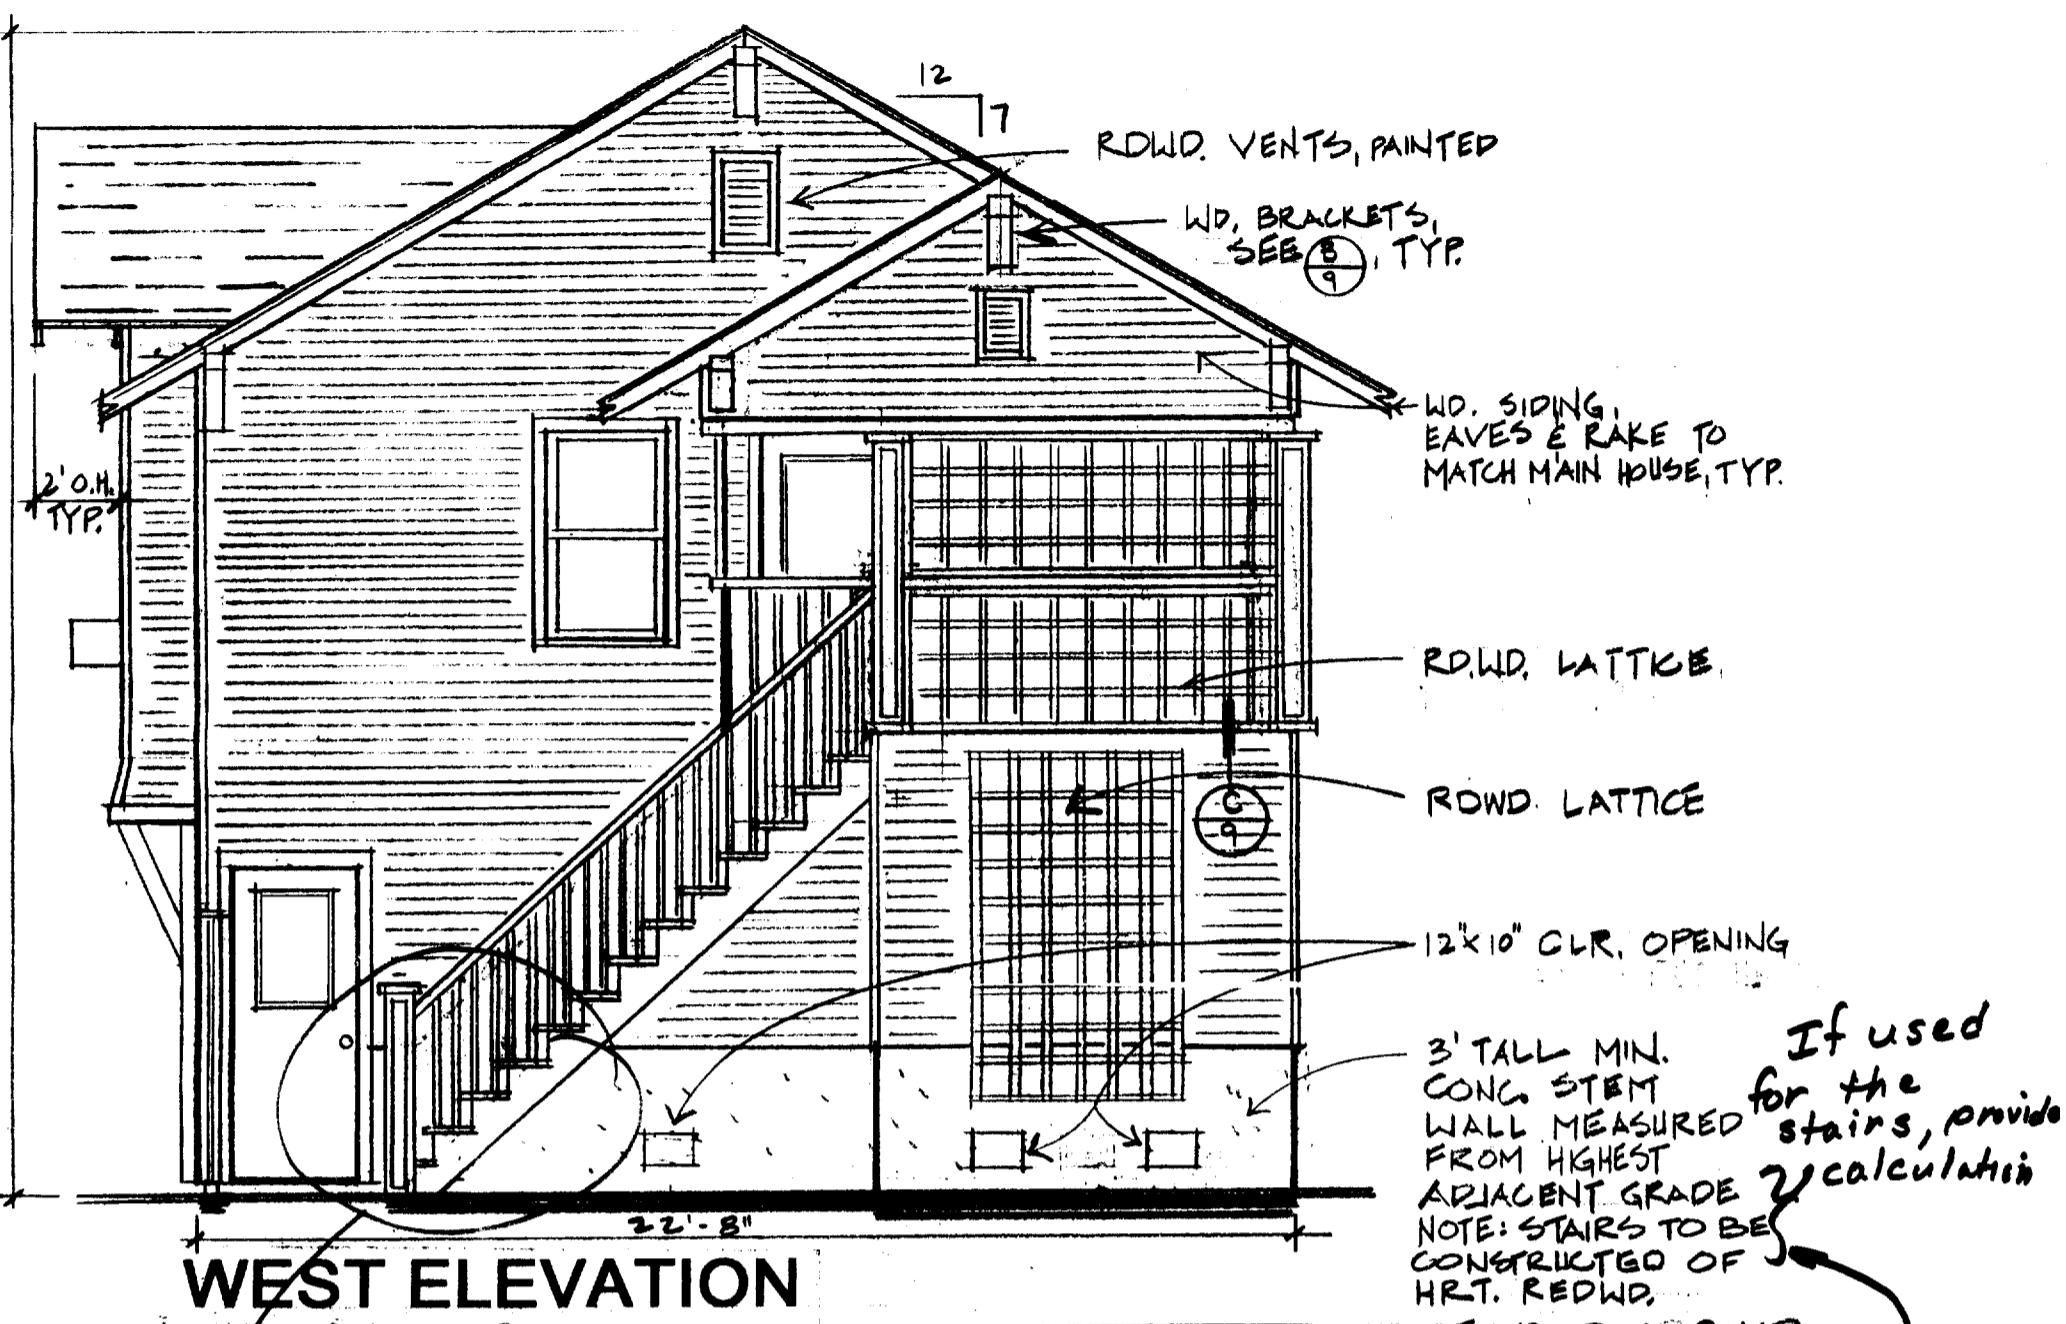 12
7
RDWD. VENTS, PAINTED
WD. BRACKETS,
SEE B/9, TYP.
WD. SIDING,
EAVES & RAKE TO
MATCH MAIN HOUSE, TYP.
2' O.H.
TYP.
RD.WD. LATTICE
RDWD. LATTICE
C
9
12"x10" CLR. OPENING
3' TALL MIN.
CONC. STEM
WALL MEASURED
FROM HIGHEST
ADJACENT GRADE
NOTE: STAIRS TO BE
CONSTRUCTED OF
HRT. REDWD.
If used
for the
stairs, provide
calculation
22'-8"
WEST ELEVATION